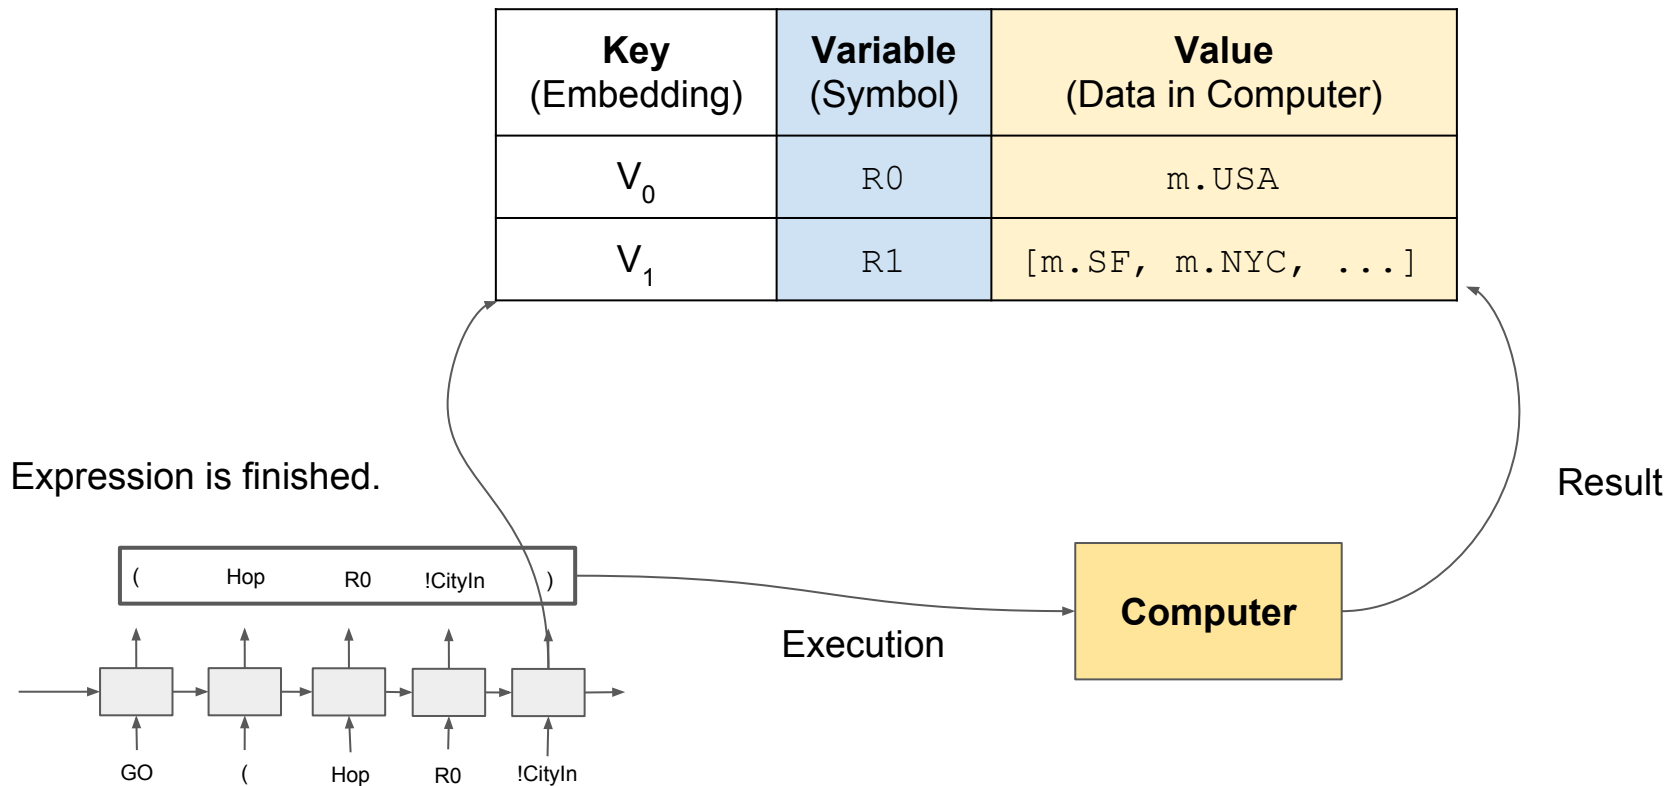 Key Variable Value
(Embedding) (Symbol) (Data in Computer)
V0 R0 m.USA
V1 R1 [m.SF, m.NYC, ...]
Expression is finished.
Result
( Hop R0 !CityIn )
Computer
Execution
GO ( Hop R0 !CityIn